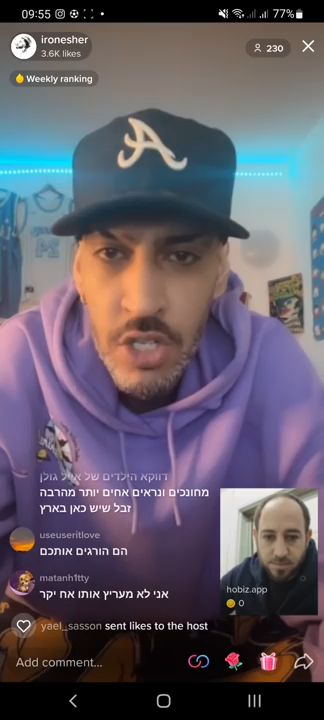 09:55
77%
ironesher
3.6K likes
230
Weekly ranking
A
דווקא הילדים של אייל גולן
מחונכים ונראים אחים יותר מהרבה
זבל שיש כאן בארץ
useuseritlove
הם הורגים אותכם
matanh1tty
אני לא מעריץ אותו אח יקר
hobiz.app
0
yael_sasson sent likes to the host
Add comment...